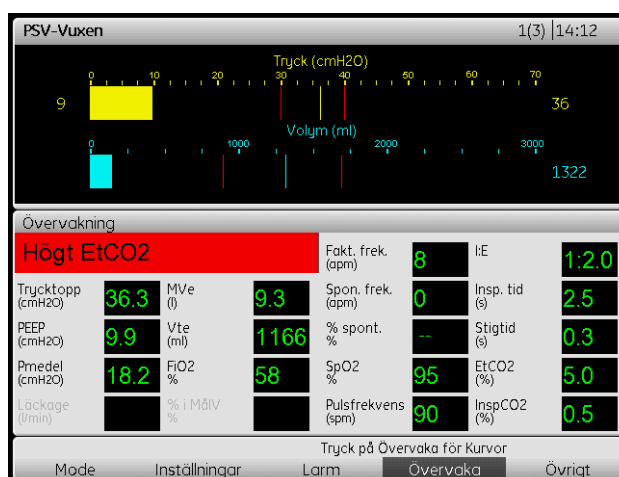 PSV-Vuxen 1(3) 14:12
Tryck (cmH2O)
0 10 20 30 40 50 60 70
9 36
Volym (ml)
0 1000 2000 3000
1322
Övervakning
Högt EtCO2
Fakt. frek. (apm) 8 I:E 1:2.0
Trycktopp (cmH2O) 36.3 MVe (l) 9.3 Spon. frek. (apm) 0 Insp. tid (s) 2.5
PEEP (cmH2O) 9.9 Vte (ml) 1166 % spont. % -- Stigtid (s) 0.3
Pmedel (cmH2O) 18.2 FiO2 % 58 SpO2 % 95 EtCO2 (%) 5.0
Läckage (l/min) % i MålV % Pulsfrekvens (spm) 90 InspCO2 (%) 0.5
Tryck på Övervaka för Kurvor
Mode Inställningar Larm Övervaka Övrigt